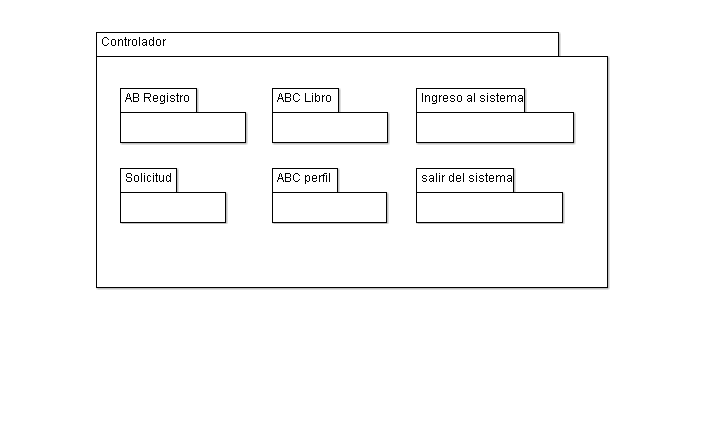 Controlador
AB Registro
ABC Libro
Ingreso al sistema
Solicitud
ABC perfil
salir del sistema